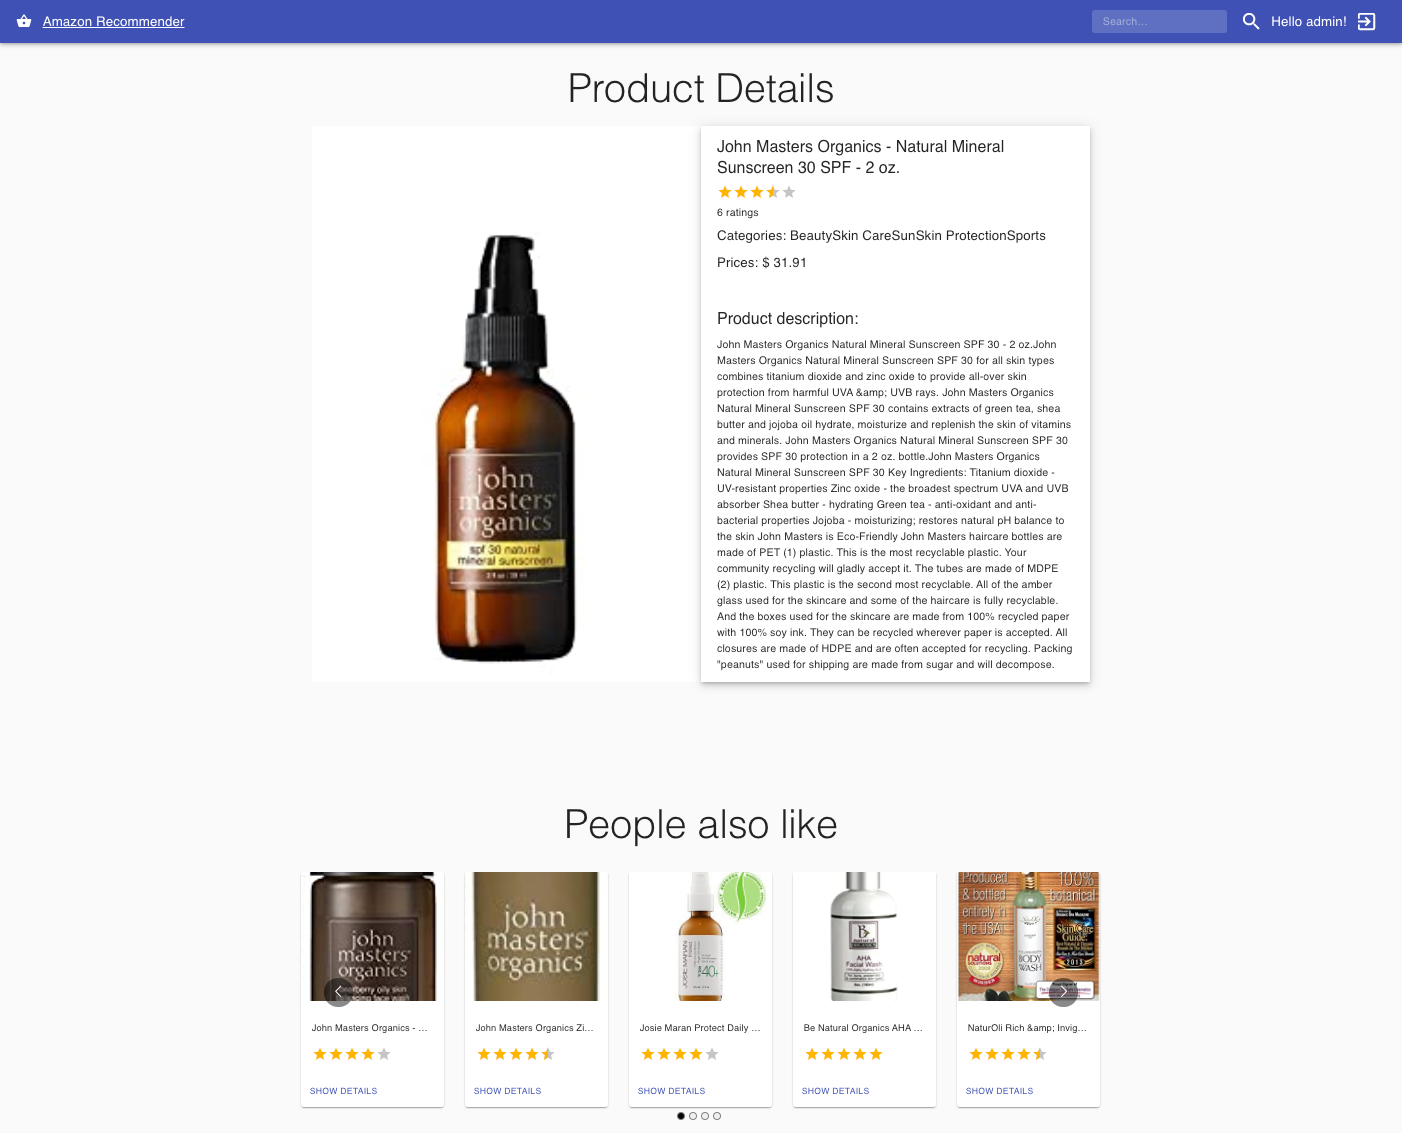 Amazon Recommender
Search...
Hello admin!
Product Details
john
masters
organics
spf 30 natural
mineral sunscreen
John Masters Organics - Natural Mineral
Sunscreen 30 SPF - 2 oz.
6 ratings
Categories: BeautySkin CareSunSkin ProtectionSports
Prices: $ 31.91
Product description:
John Masters Organics Natural Mineral Sunscreen SPF 30 - 2 oz.John
Masters Organics Natural Mineral Sunscreen SPF 30 for all skin types
combines titanium dioxide and zinc oxide to provide all-over skin
protection from harmful UVA &amp; UVB rays. John Masters Organics
Natural Mineral Sunscreen SPF 30 contains extracts of green tea, shea
butter and jojoba oil hydrate, moisturize and replenish the skin of vitamins
and minerals. John Masters Organics Natural Mineral Sunscreen SPF 30
provides SPF 30 protection in a 2 oz. bottle.John Masters Organics
Natural Mineral Sunscreen SPF 30 Key Ingredients: Titanium dioxide -
UV-resistant properties Zinc oxide - the broadest spectrum UVA and UVB
absorber Shea butter - hydrating Green tea - anti-oxidant and anti-
bacterial properties Jojoba - moisturizing; restores natural pH balance to
the skin John Masters is Eco-Friendly John Masters haircare bottles are
made of PET (1) plastic. This is the most recyclable plastic. Your
community recycling will gladly accept it. The tubes are made of MDPE
(2) plastic. This plastic is the second most recyclable. All of the amber
glass used for the skincare and some of the haircare is fully recyclable.
And the boxes used for the skincare are made from 100% recycled paper
with 100% soy ink. They can be recycled wherever paper is accepted. All
closures are made of HDPE and are often accepted for recycling. Packing
"peanuts" used for shipping are made from sugar and will decompose.
People also like
john
masters
organics
oily skin
face wash
John Masters Organics - ...
SHOW DETAILS
john
masters
organics
John Masters Organics Zi...
SHOW DETAILS
JOSIE MARAN
40+
Josie Maran Protect Daily ...
SHOW DETAILS
B
natural
AHA
Facial Wash
Be Natural Organics AHA ...
SHOW DETAILS
Produced
& bottled
entirely in
the USA
100%
botanical
BODY
WASH
Skin Care
Guide
2013
natural
NaturOli Rich &amp; Invig...
SHOW DETAILS